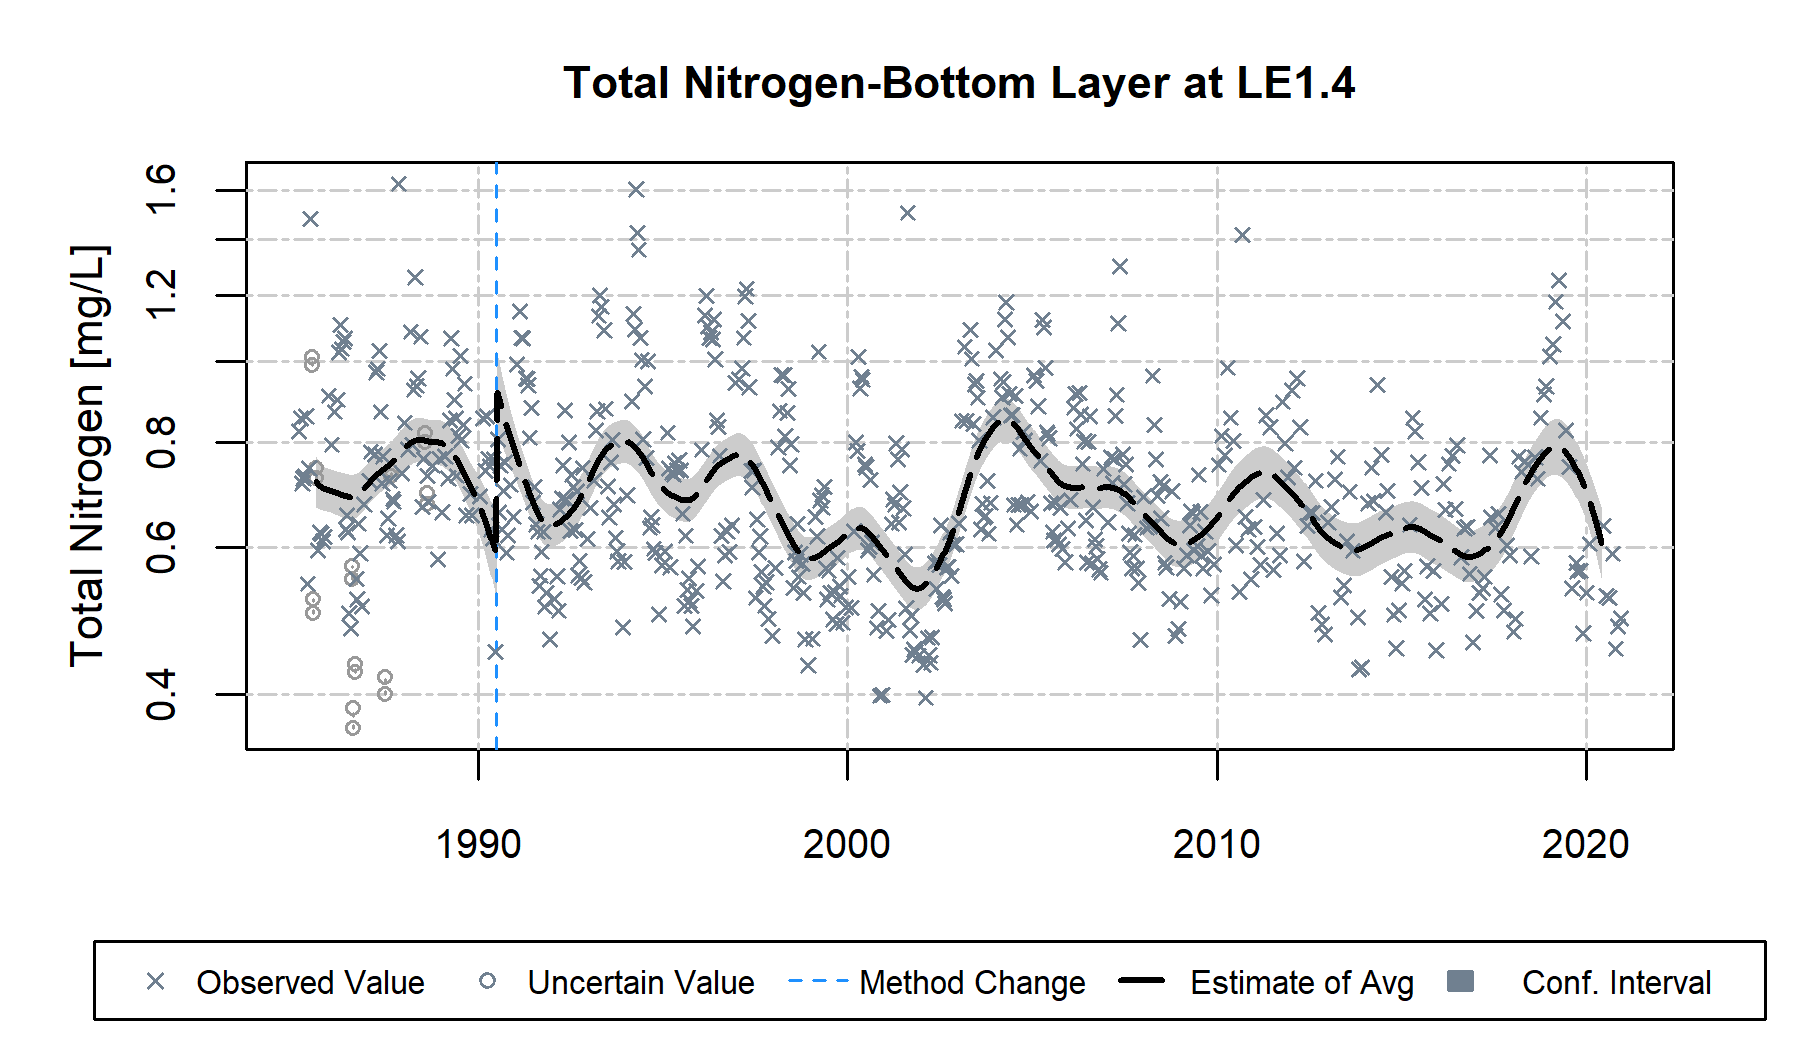 Total Nitrogen-Bottom Layer at LE1.4
Total Nitrogen [mg/L]
1.6
1.2
0.8
0.6
0.4
1990 2000 2010 2020
Observed Value Uncertain Value Method Change Estimate of Avg Conf. Interval